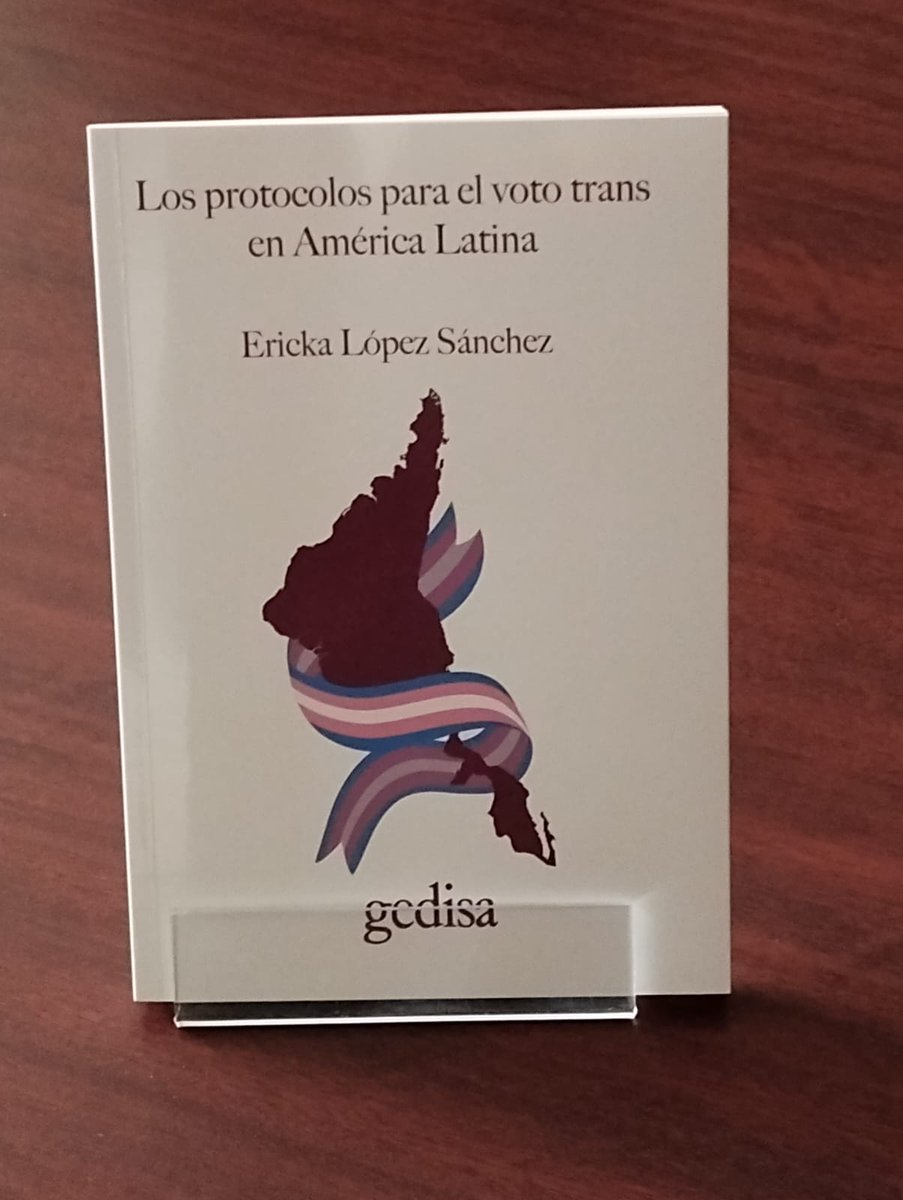 Los protocolos para el voto trans
en América Latina
Ericka López Sánchez
gedisa